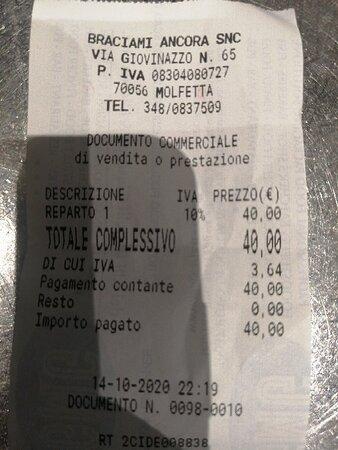 BRACIAMI ANCORA SNC
VIA GIOVINAZZO N. 65
P. IVA 08304080727
70056 MOLFETTA
TEL. 348/0837509
DOCUMENTO COMMERCIALE
di vendita o prestazione
DESCRIZIONE IVA PREZZO(€)
REPARTO 1 10% 40,00
TOTALE COMPLESSIVO 40,00
DI CUI IVA 3,64
Pagamento contante 40,00
Resto 0,00
Importo pagato 40,00
14-10-2020 22:19
DOCUMENTO N. 0098-0010
RT 2CIDE008838